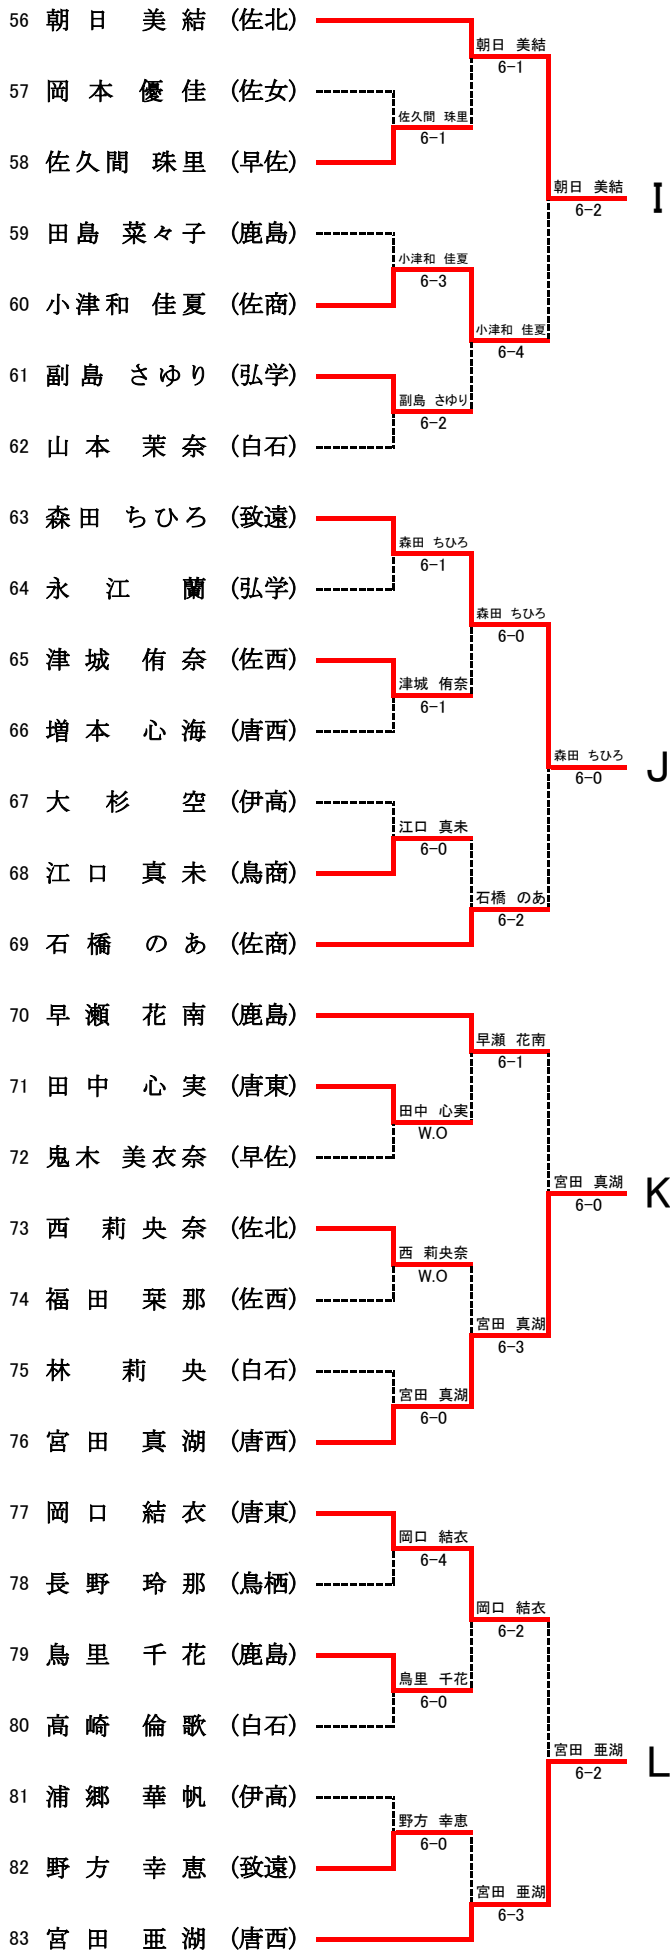 56 朝日 美結 (佐北)
朝日 美結
6-1
57 岡本 優佳 (佐女)
佐久間 珠里
6-1
58 佐久間 珠里 (早佐)
朝日 美結
6-2
I
59 田島 菜々子 (鹿島)
小津和 佳夏
6-3
60 小津和 佳夏 (佐商)
小津和 佳夏
6-4
61 副島 さゆり (弘学)
副島 さゆり
6-2
62 山本 茉奈 (白石)
63 森田 ちひろ (致遠)
森田 ちひろ
6-1
64 永江 蘭 (弘学)
森田 ちひろ
6-0
65 津城 侑奈 (佐西)
津城 侑奈
6-1
66 増本 心海 (唐西)
森田 ちひろ
6-0
J
67 大杉 空 (伊高)
江口 真未
6-0
68 江口 真未 (鳥商)
石橋 のあ
6-2
69 石橋 のあ (佐商)
70 早瀬 花南 (鹿島)
早瀬 花南
6-1
71 田中 心実 (唐東)
田中 心実
W.O
72 鬼木 美衣奈 (早佐)
宮田 真湖
6-0
K
73 西 莉央奈 (佐北)
西 莉央奈
W.O
74 福田 栞那 (佐西)
宮田 真湖
6-3
75 林 莉央 (白石)
宮田 真湖
6-0
76 宮田 真湖 (唐西)
77 岡口 結衣 (唐東)
岡口 結衣
6-4
78 長野 玲那 (鳥栖)
岡口 結衣
6-2
79 鳥里 千花 (鹿島)
鳥里 千花
6-0
80 高崎 倫歌 (白石)
宮田 亜湖
6-2
L
81 浦郷 華帆 (伊高)
野方 幸恵
6-0
82 野方 幸恵 (致遠)
宮田 亜湖
6-3
83 宮田 亜湖 (唐西)